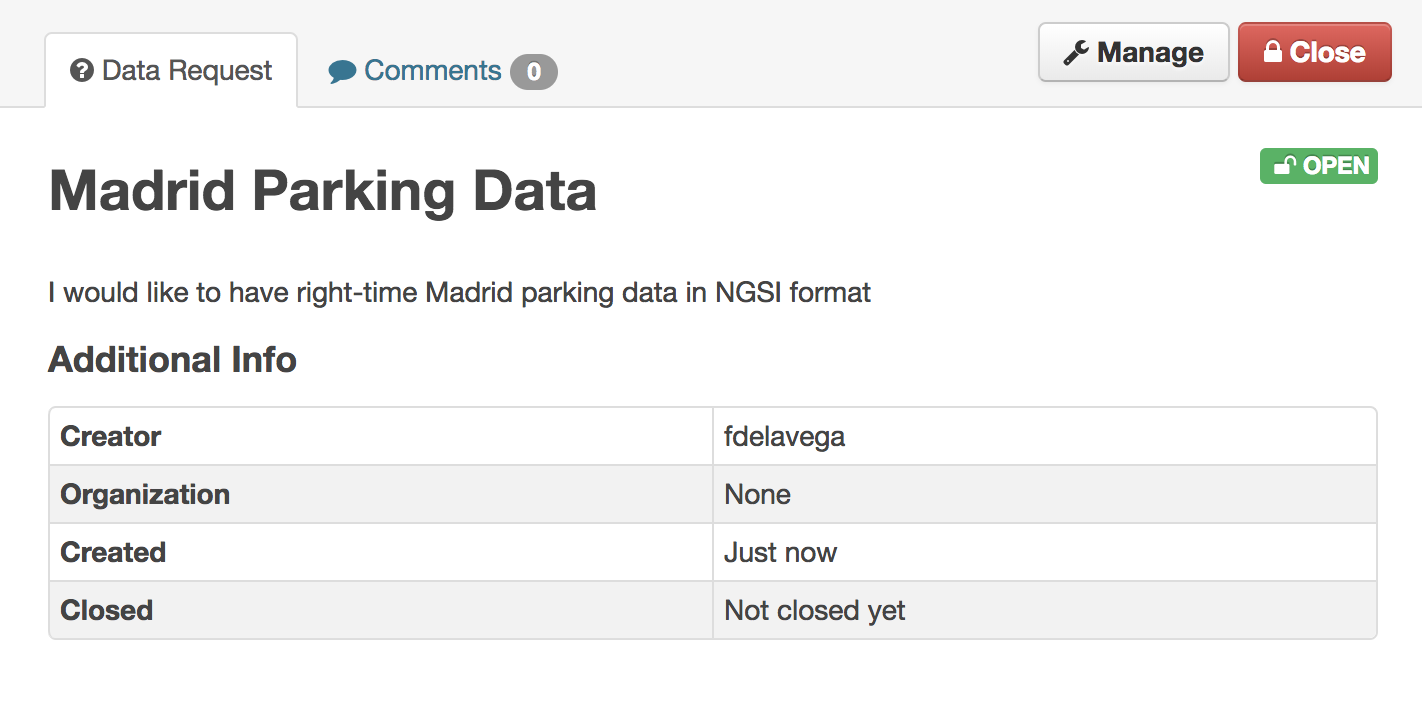 Data Request
Comments 0
Manage
Close
Madrid Parking Data
OPEN
I would like to have right-time Madrid parking data in NGSI format
Additional Info
Creator fdelavega
Organization None
Created Just now
Closed Not closed yet